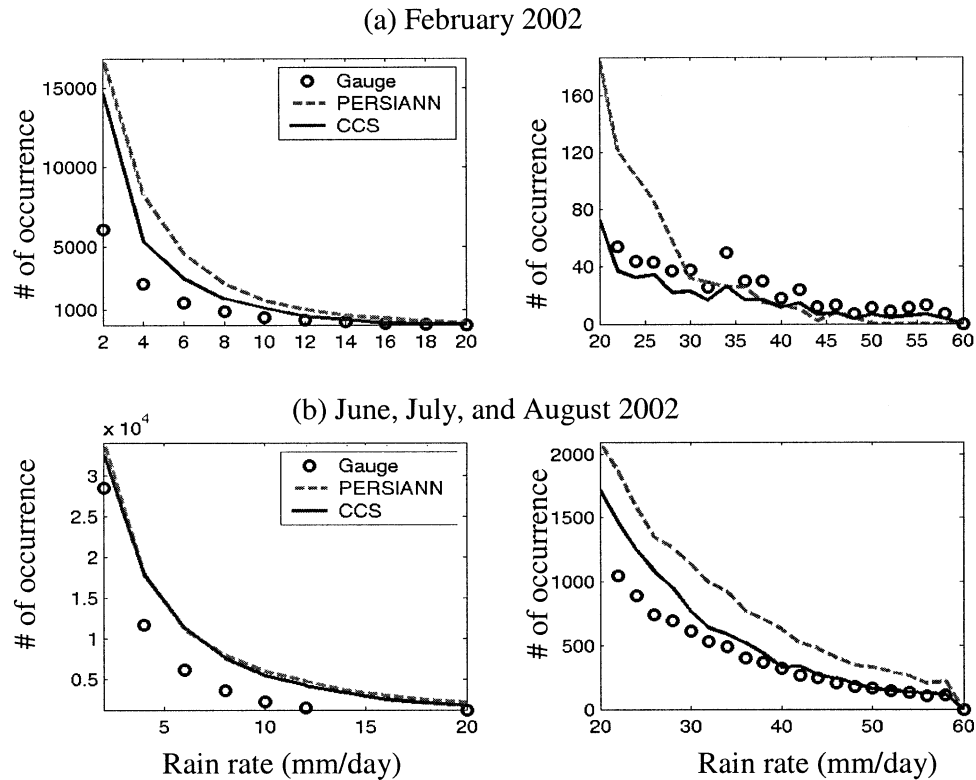 (a) February 2002
# of occurrence
15000
10000
5000
1000
2 4 6 8 10 12 14 16 18 20
Gauge
PERSIANN
CCS
# of occurrence
160
120
80
40
0
20 25 30 35 40 45 50 55 60
(b) June, July, and August 2002
x 10^4
# of occurrence
3
2
1
0.5
5 10 15 20
Gauge
PERSIANN
CCS
Rain rate (mm/day)
# of occurrence
2000
1500
1000
500
0
20 30 40 50 60
Rain rate (mm/day)